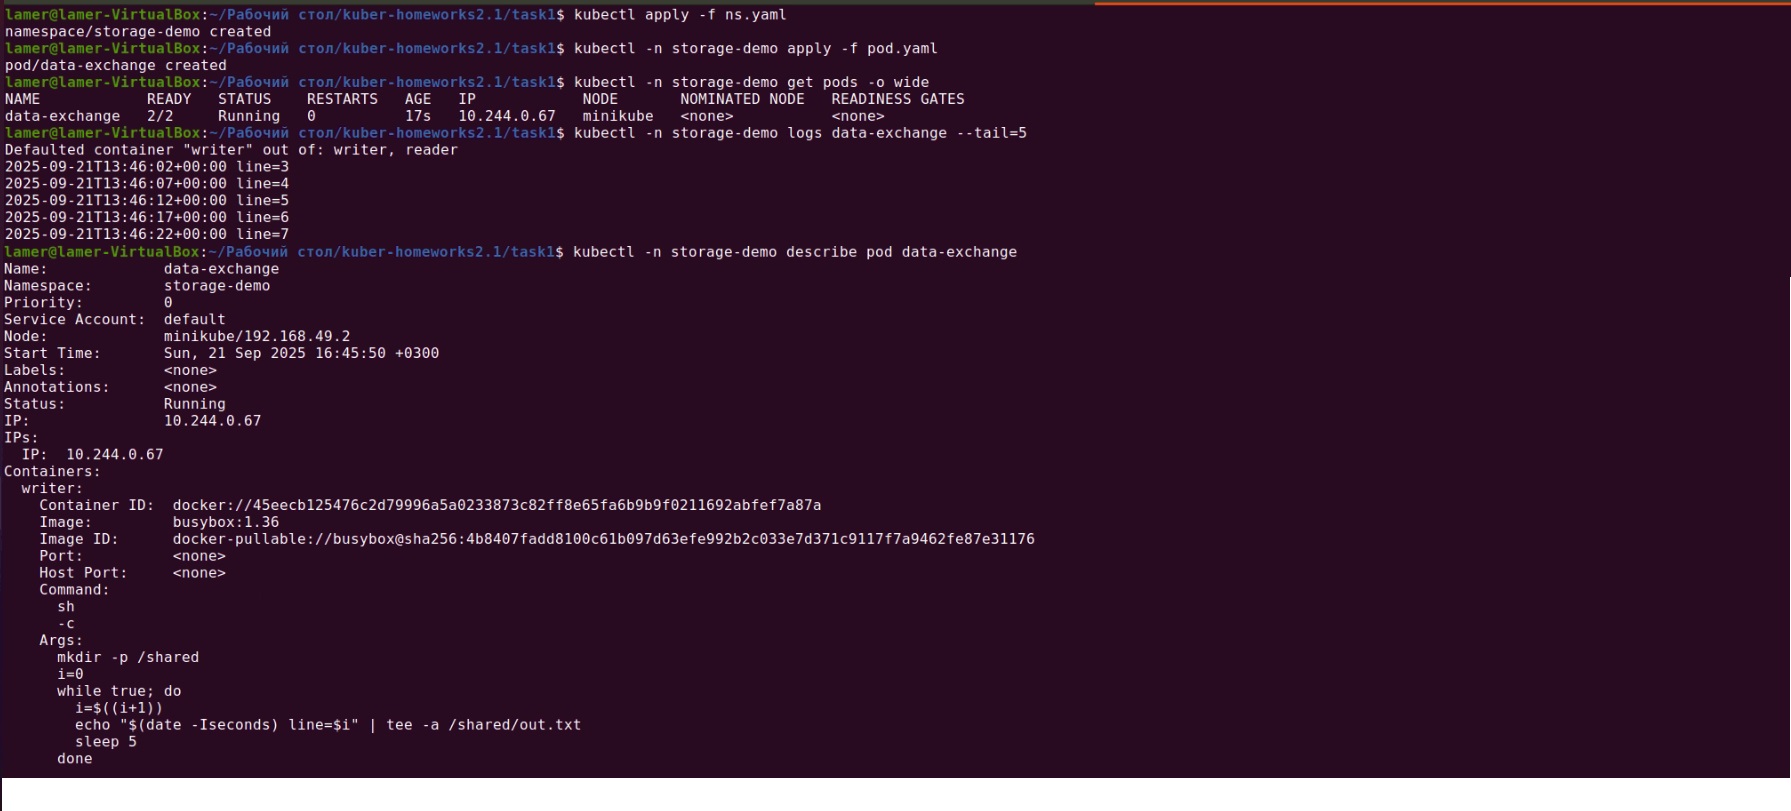 lamer@lamer-VirtualBox:~/Рабочий стол/kuber-homeworks2.1/task1$ kubectl apply -f ns.yaml
namespace/storage-demo created
lamer@lamer-VirtualBox:~/Рабочий стол/kuber-homeworks2.1/task1$ kubectl -n storage-demo apply -f pod.yaml
pod/data-exchange created
lamer@lamer-VirtualBox:~/Рабочий стол/kuber-homeworks2.1/task1$ kubectl -n storage-demo get pods -o wide
NAME            READY   STATUS    RESTARTS   AGE   IP            NODE       NOMINATED NODE   READINESS GATES
data-exchange   2/2     Running   0          17s   10.244.0.67   minikube   <none>           <none>
lamer@lamer-VirtualBox:~/Рабочий стол/kuber-homeworks2.1/task1$ kubectl -n storage-demo logs data-exchange --tail=5
Defaulted container "writer" out of: writer, reader
2025-09-21T13:46:02+00:00 line=3
2025-09-21T13:46:07+00:00 line=4
2025-09-21T13:46:12+00:00 line=5
2025-09-21T13:46:17+00:00 line=6
2025-09-21T13:46:22+00:00 line=7
lamer@lamer-VirtualBox:~/Рабочий стол/kuber-homeworks2.1/task1$ kubectl -n storage-demo describe pod data-exchange
Name:             data-exchange
Namespace:        storage-demo
Priority:         0
Service Account:  default
Node:             minikube/192.168.49.2
Start Time:       Sun, 21 Sep 2025 16:45:50 +0300
Labels:           <none>
Annotations:      <none>
Status:           Running
IP:               10.244.0.67
IPs:
  IP:  10.244.0.67
Containers:
  writer:
    Container ID:  docker://45eecb125476c2d79996a5a0233873c82ff8e65fa6b9b9f0211692abfef7a87a
    Image:         busybox:1.36
    Image ID:      docker-pullable://busybox@sha256:4b8407fadd8100c61b097d63efe992b2c033e7d371c9117f7a9462fe87e31176
    Port:          <none>
    Host Port:     <none>
    Command:
      sh
      -c
    Args:
      mkdir -p /shared
      i=0
      while true; do
        i=$((i+1))
        echo "$(date -Iseconds) line=$i" | tee -a /shared/out.txt
        sleep 5
      done